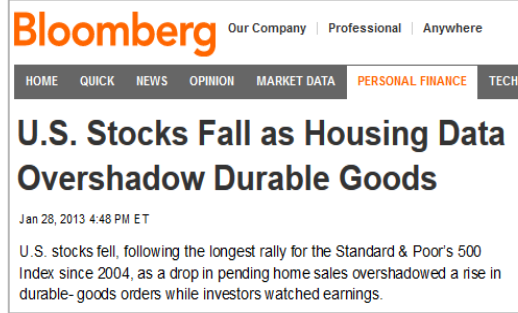 Bloomberg Our Company | Professional | Anywhere
HOME QUICK NEWS OPINION MARKET DATA PERSONAL FINANCE TECH
U.S. Stocks Fall as Housing Data
Overshadow Durable Goods
Jan 28, 2013 4:48 PM ET
U.S. stocks fell, following the longest rally for the Standard & Poor's 500
Index since 2004, as a drop in pending home sales overshadowed a rise in
durable- goods orders while investors watched earnings.